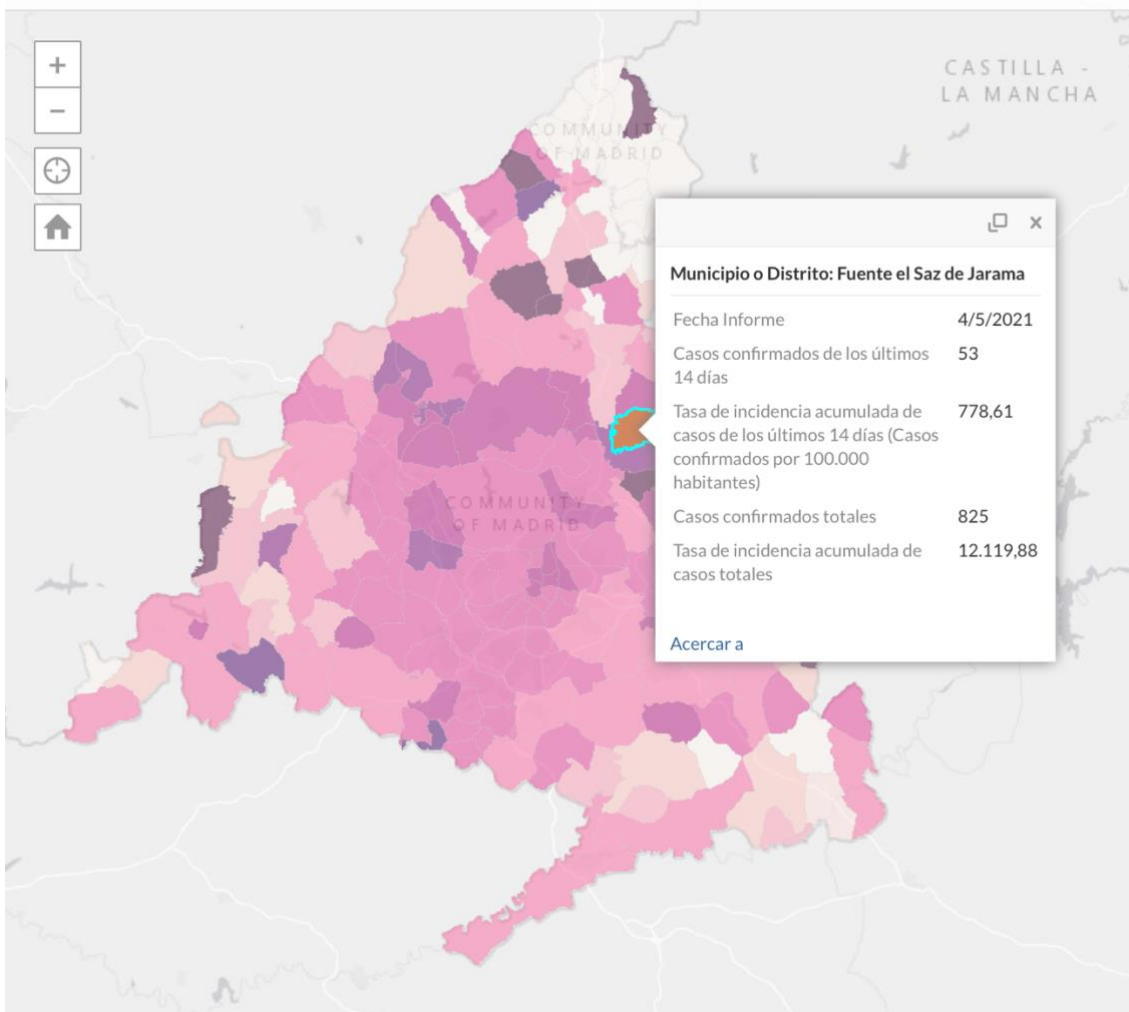 +
−
CASTILLA -
LA MANCHA
COMMUNITY
OF MADRID
Municipio o Distrito: Fuente el Saz de Jarama
Fecha Informe 4/5/2021
Casos confirmados de los últimos 53
14 días
Tasa de incidencia acumulada de 778,61
casos de los últimos 14 días (Casos
confirmados por 100.000
habitantes)
Casos confirmados totales 825
Tasa de incidencia acumulada de 12.119,88
casos totales
Acercar a
COMMUNITY
OF MADRID